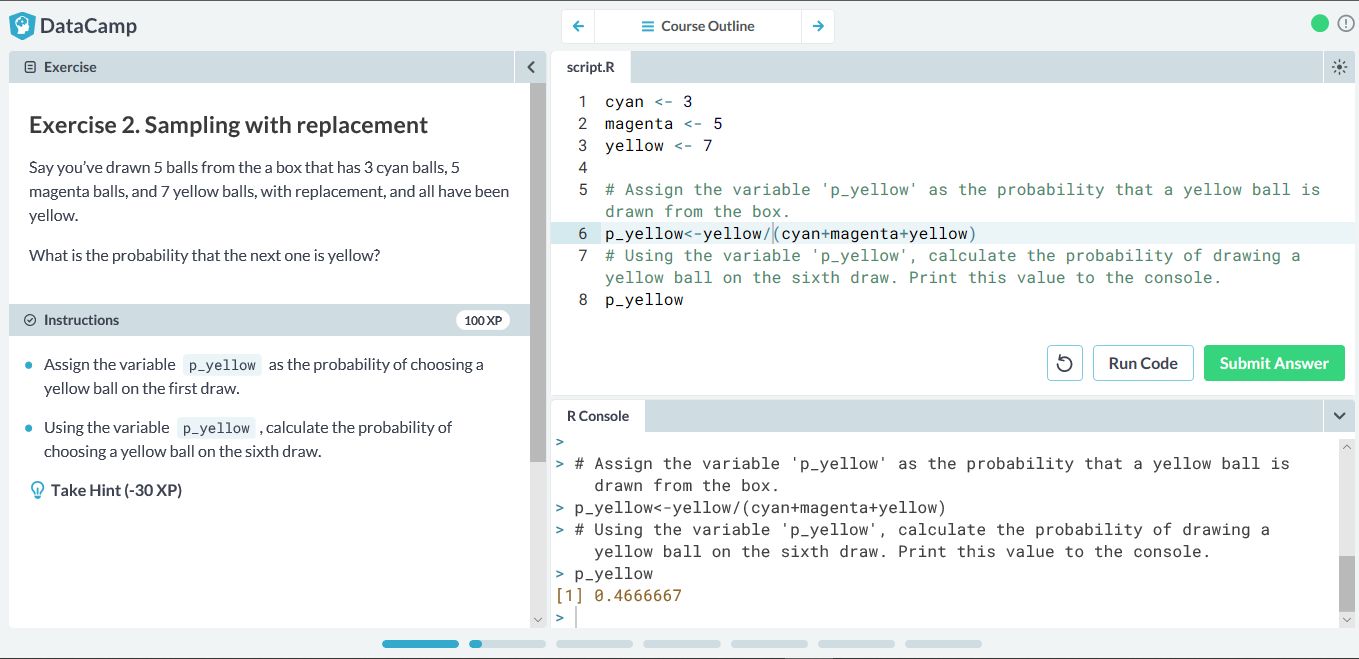 DataCamp
Course Outline
Exercise
Exercise 2. Sampling with replacement
Say you've drawn 5 balls from the a box that has 3 cyan balls, 5
magenta balls, and 7 yellow balls, with replacement, and all have been
yellow.
What is the probability that the next one is yellow?
Instructions
100 XP
Assign the variable p_yellow as the probability of choosing a
yellow ball on the first draw.
Using the variable p_yellow , calculate the probability of
choosing a yellow ball on the sixth draw.
Take Hint (-30 XP)
script.R
1 cyan <- 3
2 magenta <- 5
3 yellow <- 7
4
5 # Assign the variable 'p_yellow' as the probability that a yellow ball is
drawn from the box.
6 p_yellow<-yellow/(cyan+magenta+yellow)
7 # Using the variable 'p_yellow', calculate the probability of drawing a
yellow ball on the sixth draw. Print this value to the console.
8 p_yellow
Run Code
Submit Answer
R Console
>
> # Assign the variable 'p_yellow' as the probability that a yellow ball is
drawn from the box.
> p_yellow<-yellow/(cyan+magenta+yellow)
> # Using the variable 'p_yellow', calculate the probability of drawing a
yellow ball on the sixth draw. Print this value to the console.
> p_yellow
[1] 0.4666667
>